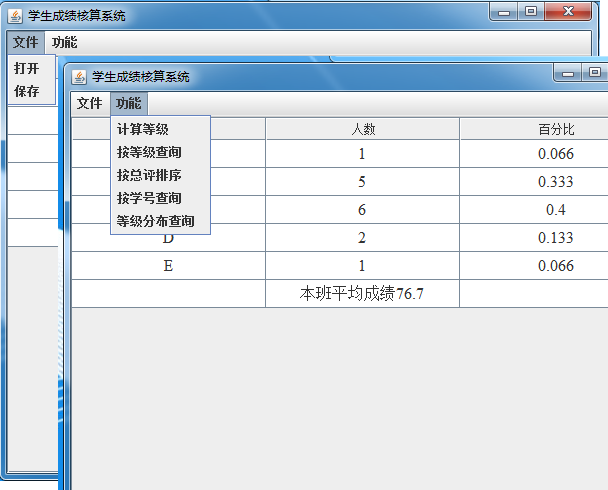 学生成绩核算系统
文件 功能
打开
保存
学生成绩核算系统
文件 功能
计算等级
按等级查询
按总评排序
按学号查询
等级分布查询
人数 百分比
1 0.066
5 0.333
6 0.4
D 2 0.133
E 1 0.066
本班平均成绩76.7